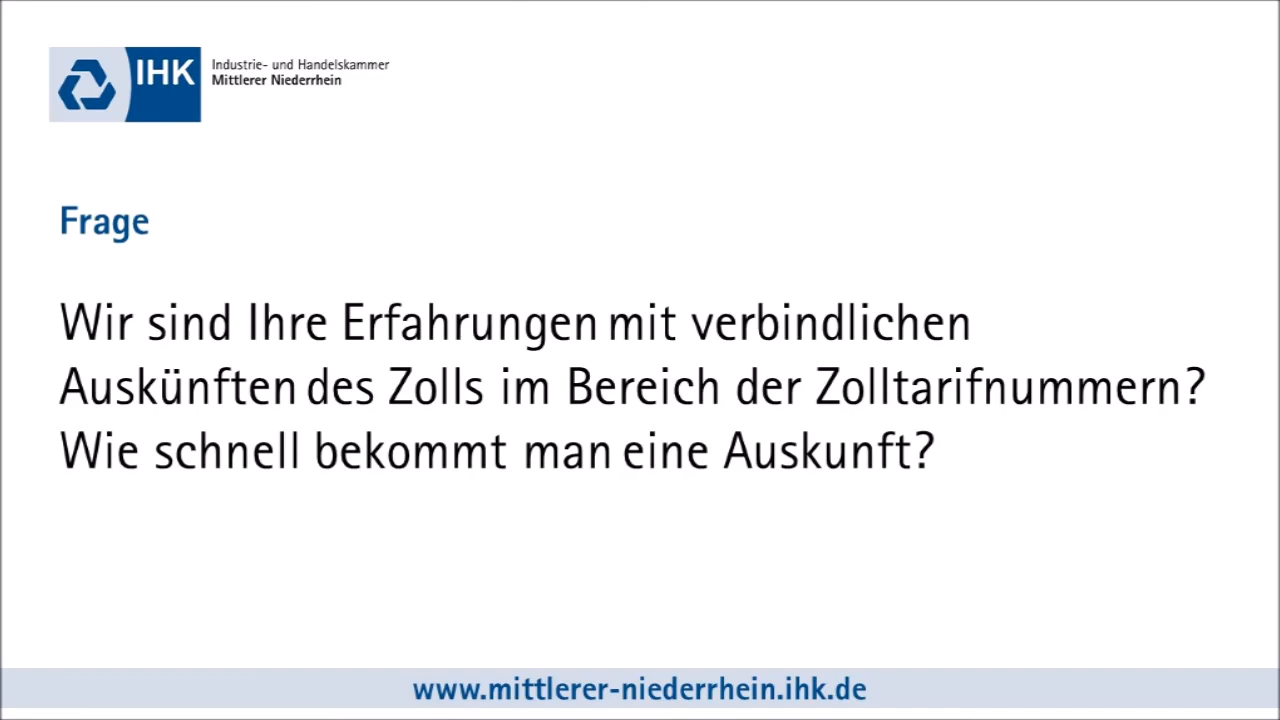 IHK
Industrie- und Handelskammer
Mittlerer Niederrhein
Frage
Wir sind Ihre Erfahrungen mit verbindlichen
Auskünften des Zolls im Bereich der Zolltarifnummern?
Wie schnell bekommt man eine Auskunft?
www.mittlerer-niederrhein.ihk.de